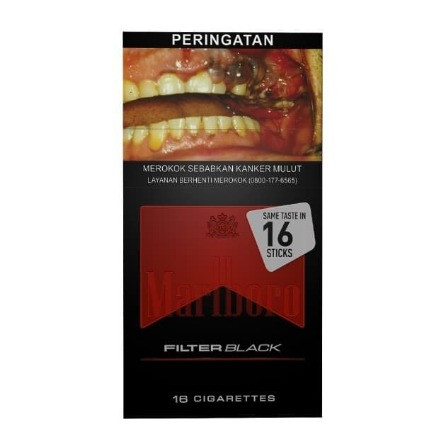 PERINGATAN
MEROKOK SEBABKAN KANKER MULUT
LAYANAN BERHENTI MEROKOK (0800-177-6565)
SAME TASTE IN
16
STICKS
Marlboro
FILTER BLACK
16 CIGARETTES